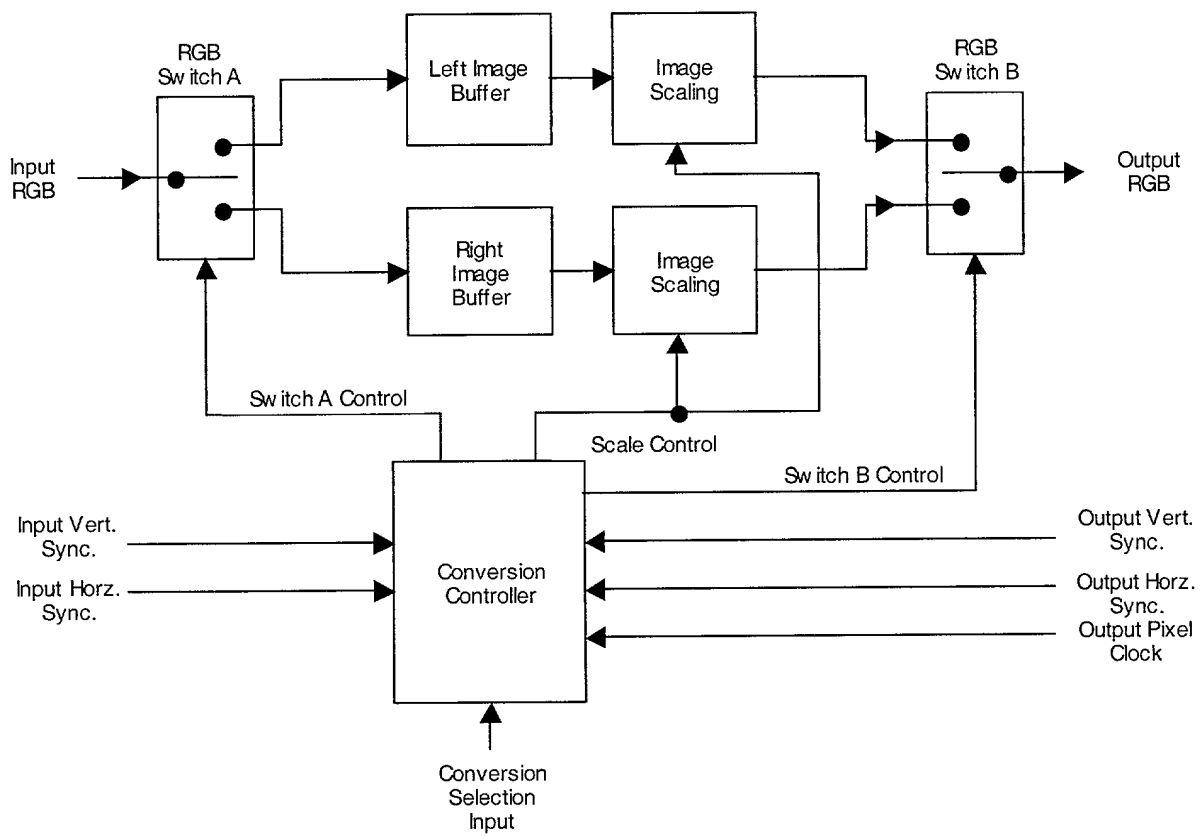 RGB
Switch A
Left Image
Buffer
Image
Scaling
RGB
Switch B
Input
RGB
Output
RGB
Right
Image
Buffer
Image
Scaling
Switch A Control
Scale Control
Switch B Control
Input Vert.
Sync.
Input Horz.
Sync.
Conversion
Controller
Output Vert.
Sync.
Output Horz.
Sync.
Output Pixel
Clock
Conversion
Selection
Input